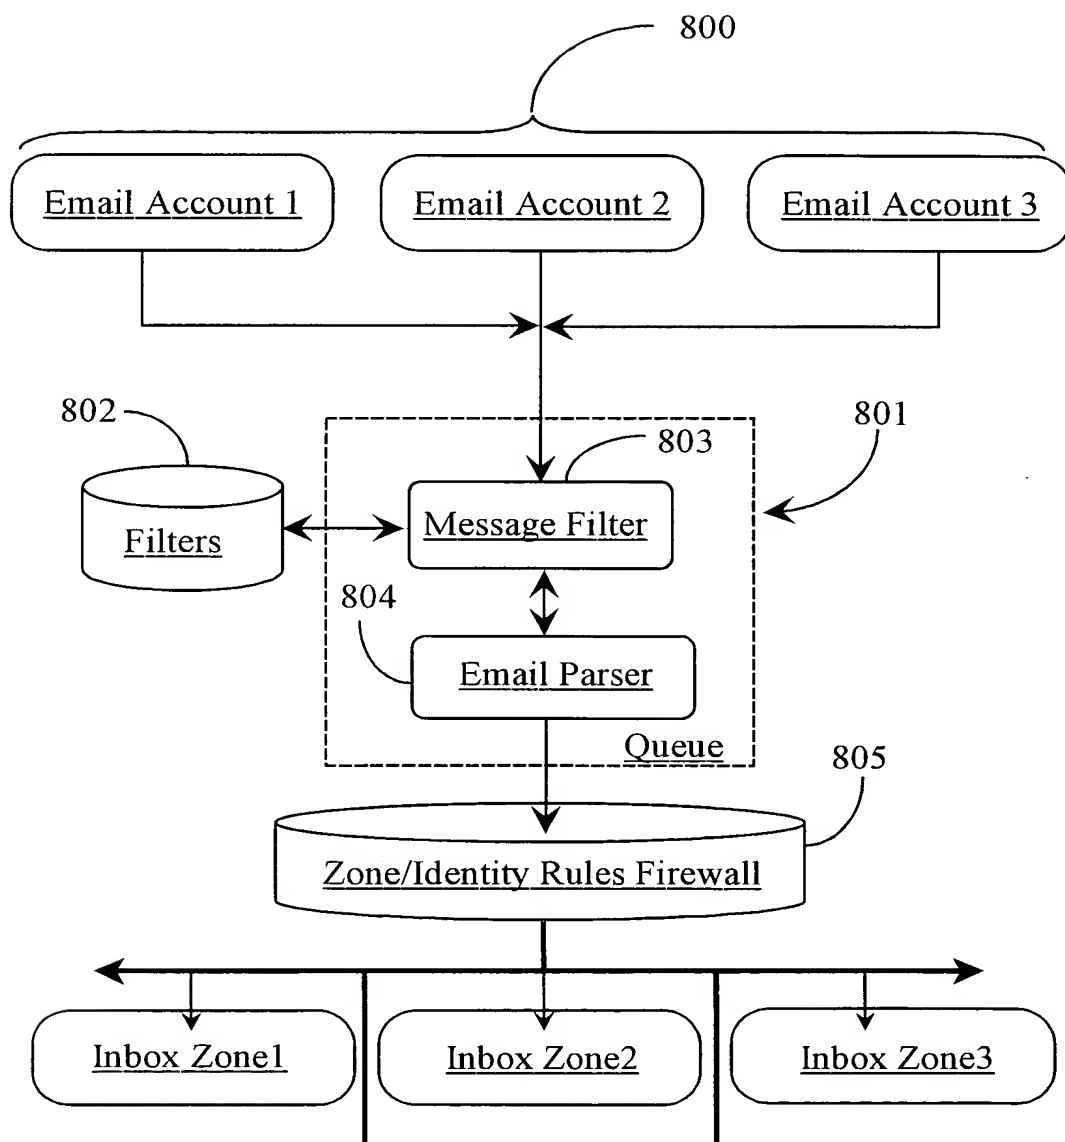 800
Email Account 1
Email Account 2
Email Account 3
802
803
801
Filters
Message Filter
804
Email Parser
Queue
805
Zone/Identity Rules Firewall
Inbox Zone1
Inbox Zone2
Inbox Zone3